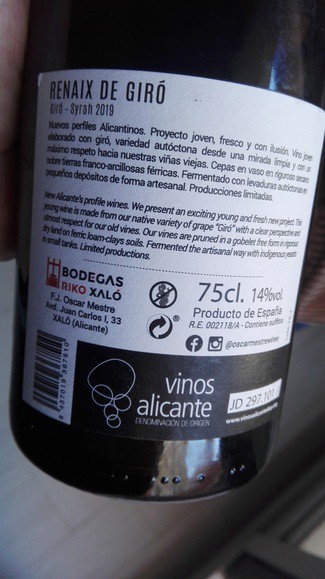 RENAIX DE GIRÓ
Giró - Syrah 2019
Nuevos perfiles Alicantinos. Proyecto joven, fresco y con ilusión. Vino joven
elaborado con giró, variedad autóctona desde una mirada limpia y con
máximo respeto hacia nuestras viñas viejas. Cepas en vaso en riguroso secano
sobre tierras franco-arcillosas férricas. Fermentado con levaduras autóctonas en
pequeños depósitos de forma artesanal. Producciones limitadas.
New Alicante's profile wines. We present an exciting young and fresh new project. This
young wine is made from our native variety of grape "Giró" with a clear perspective and
utmost respect for our old vines. Our vines are pruned in a gobelet free form in rigorous
dry land on ferric loam-clays soils. Fermented the artisanal way with indigenous yeasts
in small tanks. Limited productions.
BODEGAS
RIKO XALÓ
F.J. Oscar Mestre
Avd. Juan Carlos I, 33
XALÓ (Alicante)
75cl. 14%vol.
Producto de España
R.E. 002118/A - Contiene sulfitos
@oscarmestrewines
vinos
alicante
DENOMINACIÓN DE ORIGEN
JD 297.101